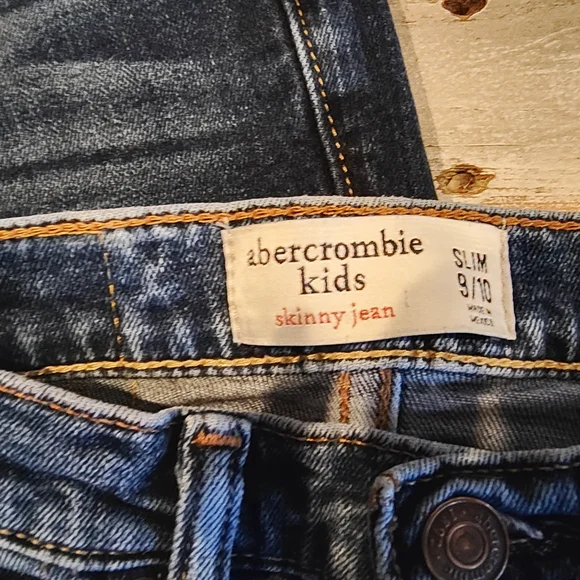 abercrombie
kids
skinny jean
SLIM
9/10
MADE IN
MEXICO